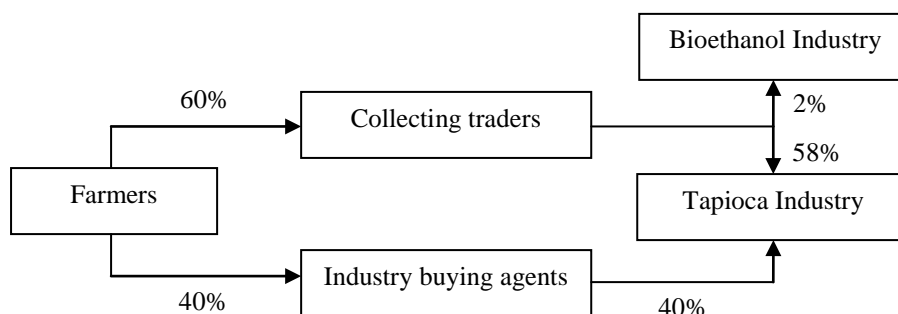 Bioethanol Industry
60%
2%
Collecting traders
58%
Farmers
Tapioca Industry
Industry buying agents
40%
40%